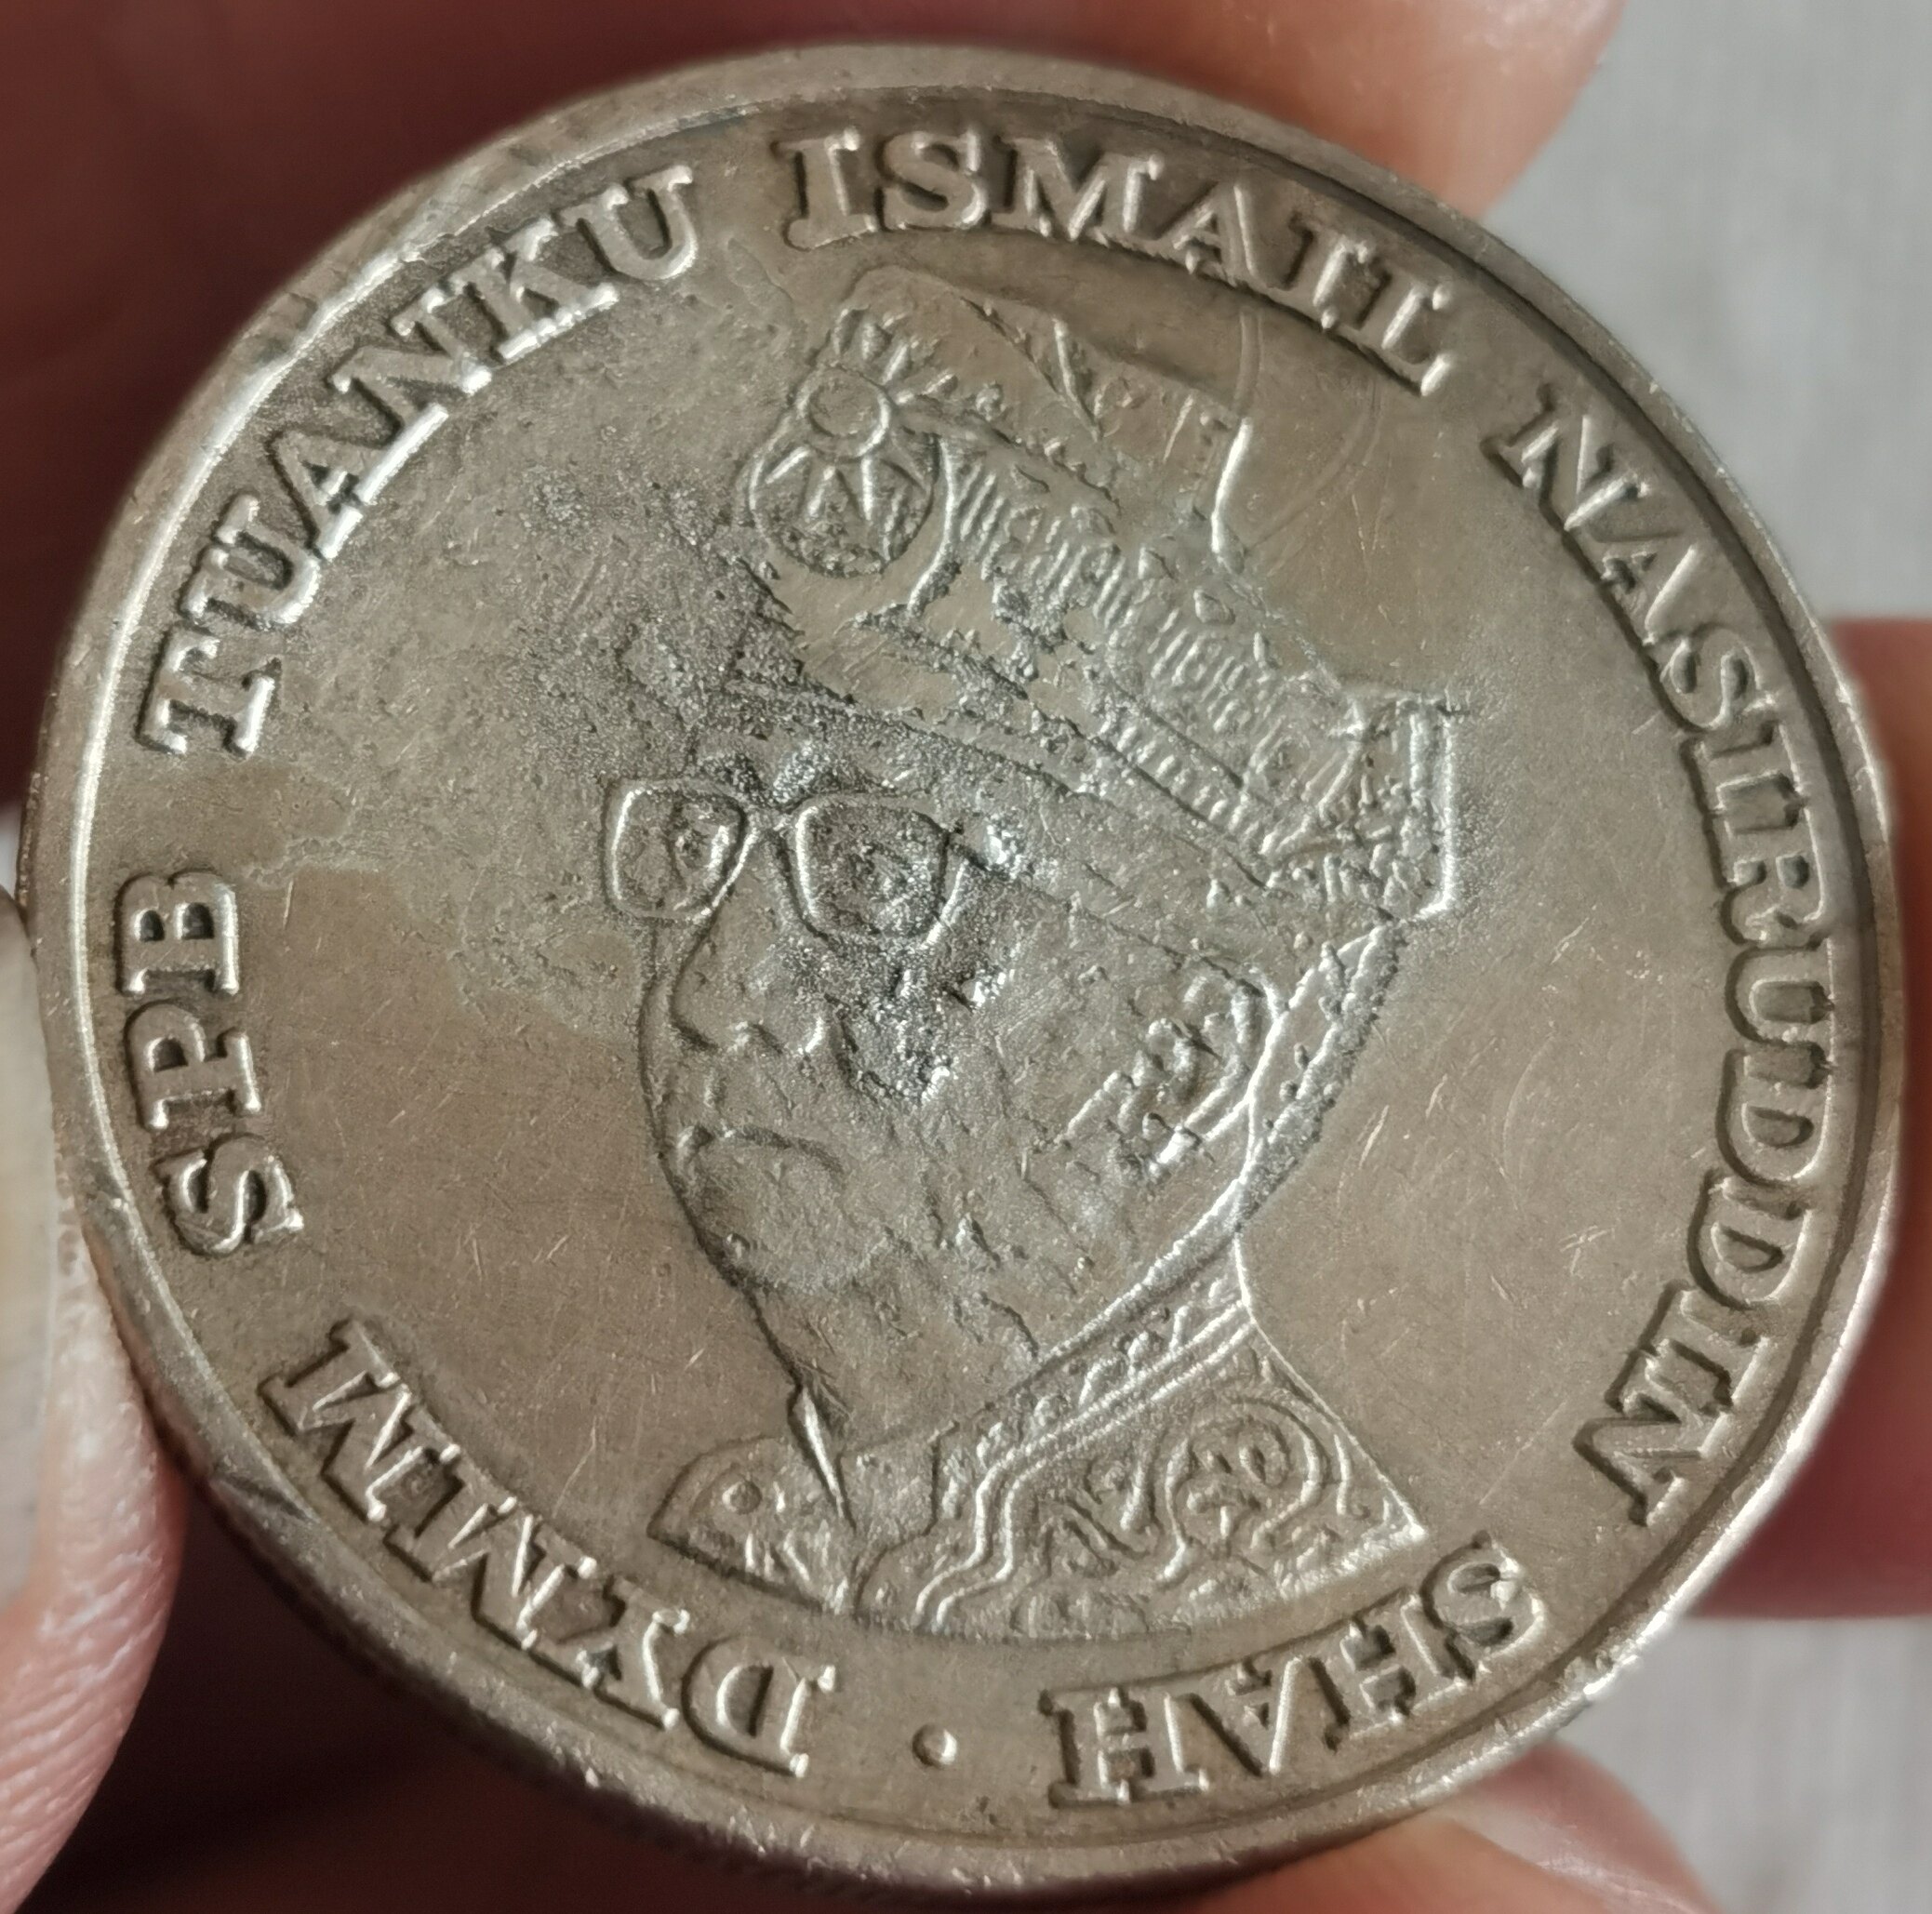 DYMM SPB TUANKU ISMAIL NASIRUDDIN SHAH •